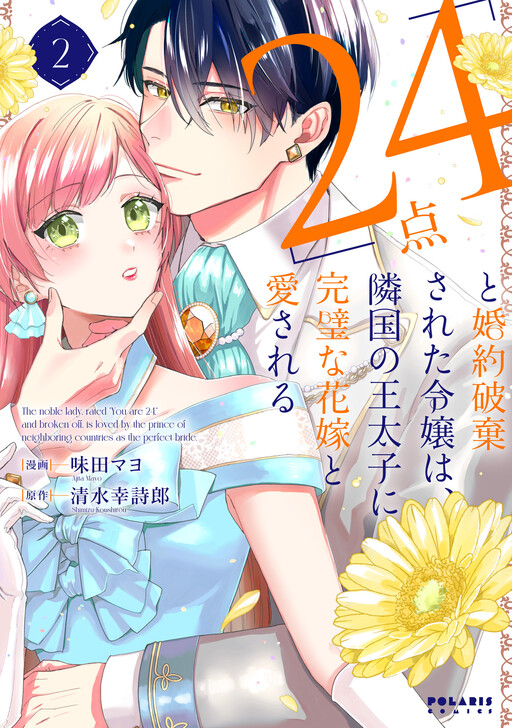 2
「24点」
と婚約破棄
された令嬢は、
隣国の王太子に
完璧な花嫁と
愛される
The noble lady, rated "You are 24"
and broken off, is loved by the prince of
neighboring countries as the perfect bride.
漫画 味田マヨ
Ajita Mayo
原作 清水幸詩郎
Shimizu Koushirou
POLARIS
COMICS